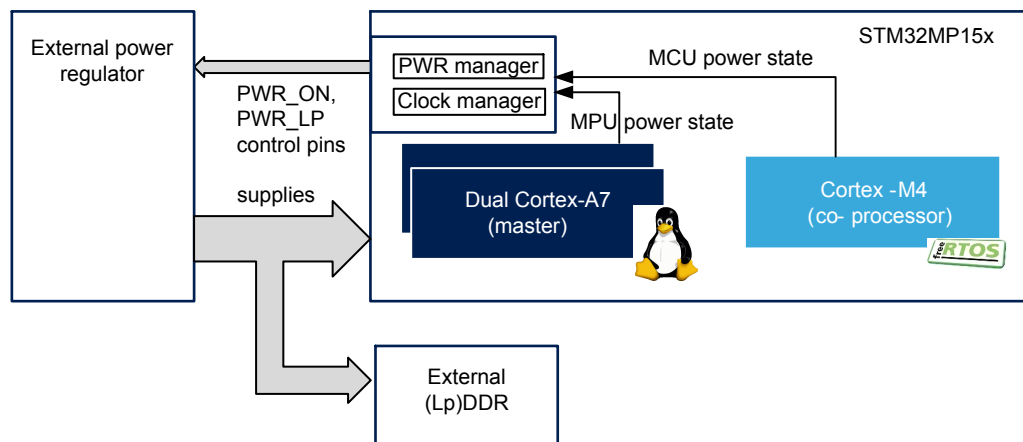 External power
regulator
PWR_ON,
PWR_LP
control pins
supplies
STM32MP15x
PWR manager
Clock manager
MCU power state
MPU power state
Dual Cortex-A7
(master)
Cortex -M4
(co- processor)
free RTOS
External
(Lp)DDR